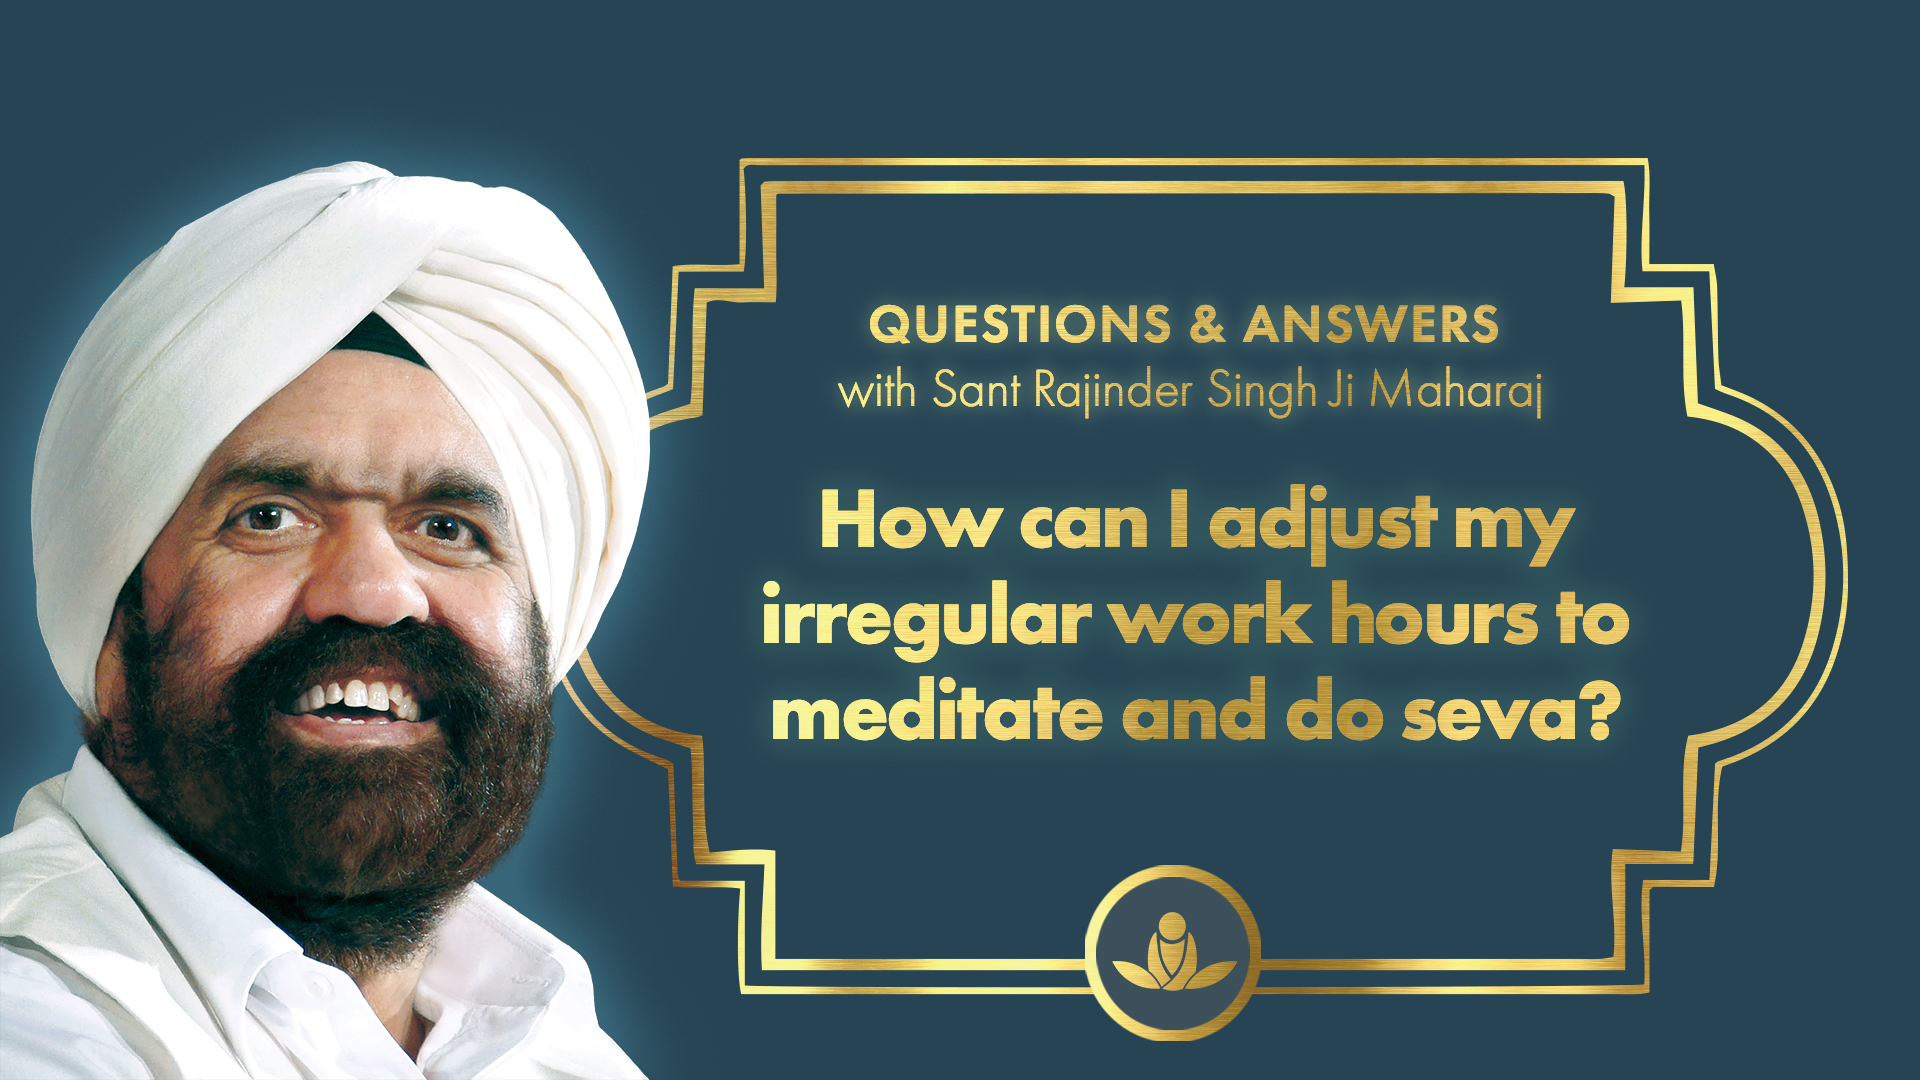 QUESTIONS & ANSWERS
with Sant Rajinder Singh Ji Maharaj
How can I adjust my
irregular work hours to
meditate and do seva?